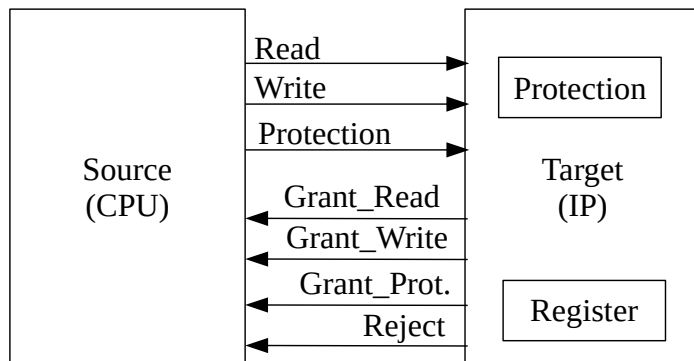 Read
Write
Protection
Source
(CPU)
Grant_Read
Grant_Write
Grant_Prot.
Reject
Protection
Target
(IP)
Register